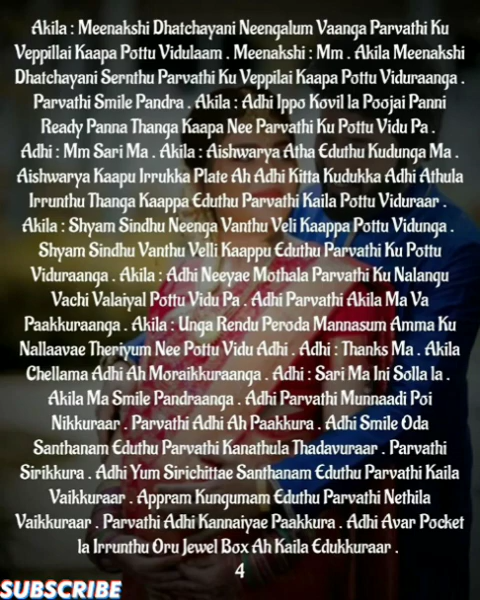 Akila : Meenakshi Dhatchayani Neengalum Vaanga Parvathi Ku
Veppillai Kaapa Pottu Vidulaam . Meenakshi : Mm . Akila Meenakshi
Dhatchayani Sernthu Parvathi Ku Veppilai Kaapa Pottu Viduraanga .
Parvathi Smile Pandra . Akila : Adhi Ippo Kovil la Poojai Panni
Ready Panna Thanga Kaapa Nee Parvathi Ku Pottu Vidu Pa .
Adhi : Mm Sari Ma . Akila : Aishwarya Atha Eduthu Kudunga Ma .
Aishwarya Kaapu Irrukka Plate Ah Adhi Kitta Kudukka Adhi Athula
Irrunthu Thanga Kaappa Eduthu Parvathi Kaila Pottu Viduraar .
Akila : Shyam Sindhu Neenga Vanthu Veli Kaappa Pottu Vidunga .
Shyam Sindhu Vanthu Velli Kaappu Eduthu Parvathi Ku Pottu
Viduraanga . Akila : Adhi Neeyae Mothala Parvathi Ku Nalangu
Vachi Valaiyal Pottu Vidu Pa . Adhi Parvathi Akila Ma Va
Paakkuraanga . Akila : Unga Rendu Peroda Mannasum Amma Ku
Nallaavae Theriyum Nee Pottu Vidu Adhi . Adhi : Thanks Ma . Akila
Chellama Adhi Ah Moraikkuraanga . Adhi : Sari Ma Ini Solla la .
Akila Ma Smile Pandraanga . Adhi Parvathi Munnaadi Poi
Nikkuraar . Parvathi Adhi Ah Paakkura . Adhi Smile Oda
Santhanam Eduthu Parvathi Kanathula Thadavuraar . Parvathi
Sirikkura . Adhi Yum Sirichittae Santhanam Eduthu Parvathi Kaila
Vaikkuraar . Appram Kungumam Eduthu Parvathi Nethila
Vaikkuraar . Parvathi Adhi Kannaiyae Paakkura . Adhi Avar Pocket
la Irrunthu Oru Jewel Box Ah Kaila Edukkuraar .
4
SUBSCRIBE